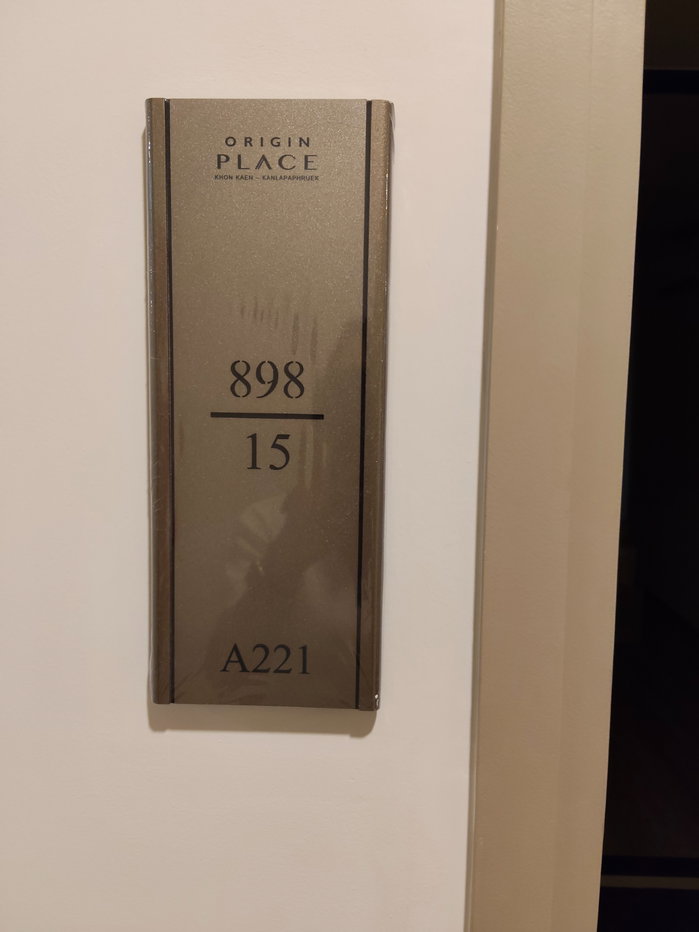 ORIGIN
PLACE
KHON KAEN – KANLAPAPHRUEK
898
15
A221